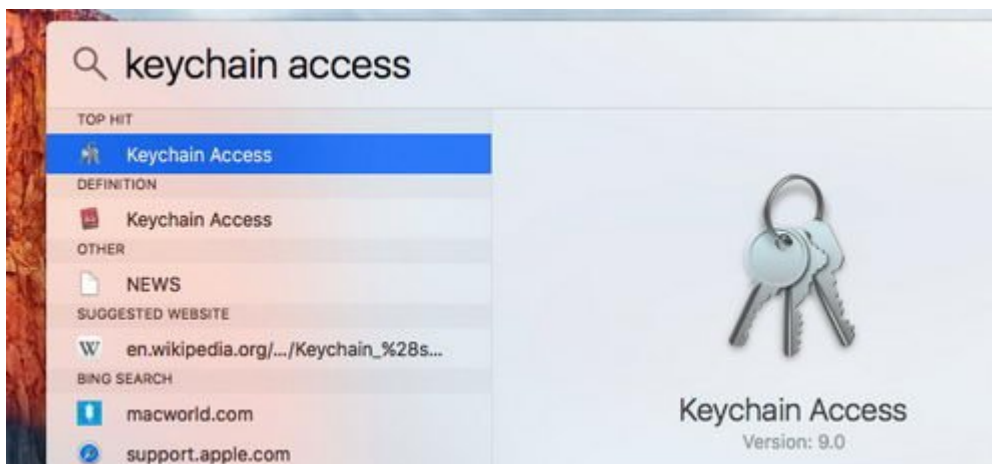 keychain access
TOP HIT
Keychain Access
DEFINITION
Keychain Access
OTHER
NEWS
SUGGESTED WEBSITE
W en.wikipedia.org/.../Keychain_%28s...
BING SEARCH
macworld.com
support.apple.com
Keychain Access
Version: 9.0